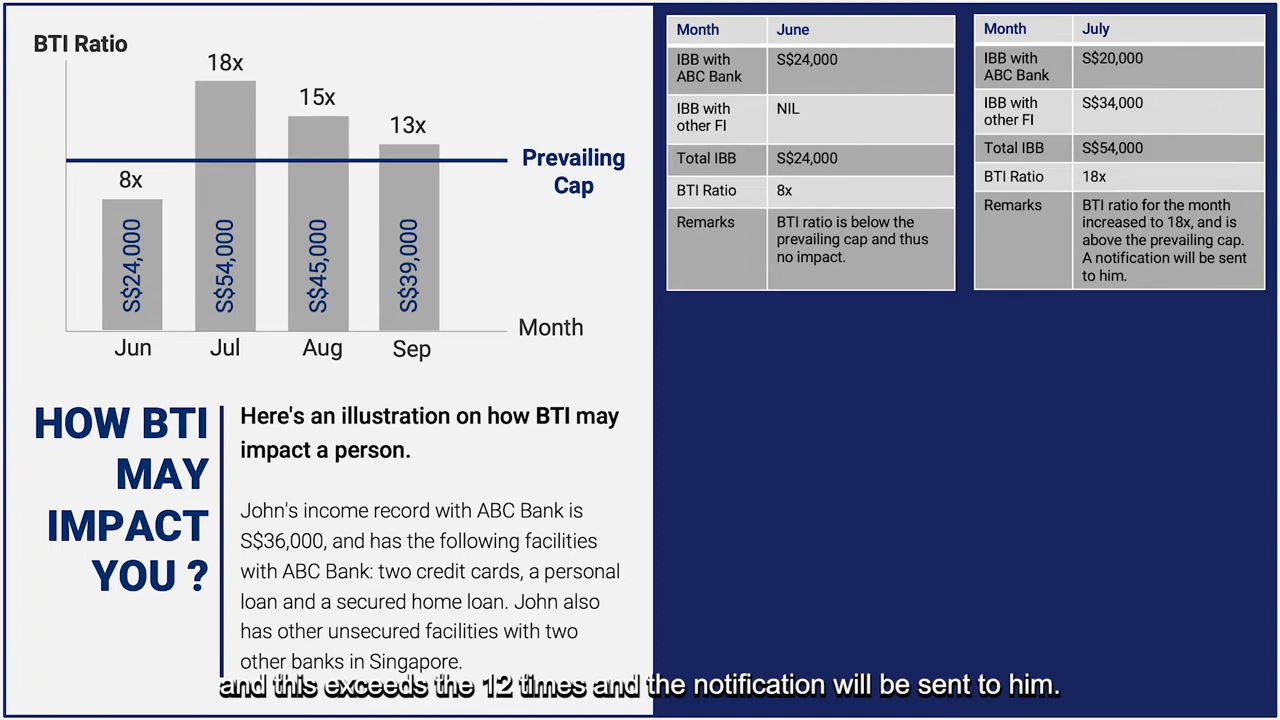 BTI Ratio
18x
15x
13x
8x
Prevailing
Cap
S$24,000
S$54,000
S$45,000
S$39,000
Month
Jun
Jul
Aug
Sep
HOW BTI
MAY
IMPACT
YOU ?
Here's an illustration on how BTI may
impact a person.
John's income record with ABC Bank is
S$36,000, and has the following facilities
with ABC Bank: two credit cards, a personal
loan and a secured home loan. John also
has other unsecured facilities with two
other banks in Singapore.
Month June
IBB with
ABC Bank
S$24,000
IBB with
other FI
NIL
Total IBB S$24,000
BTI Ratio 8x
Remarks
BTI ratio is below the
prevailing cap and thus
no impact.
Month July
IBB with
ABC Bank
S$20,000
IBB with
other FI
S$34,000
Total IBB S$54,000
BTI Ratio 18x
Remarks
BTI ratio for the month
increased to 18x, and is
above the prevailing cap.
A notification will be sent
to him.
and this exceeds the 12 times and the notification will be sent to him.